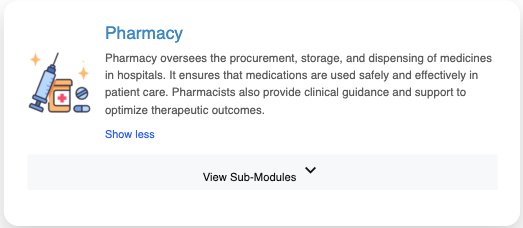 Pharmacy
Pharmacy oversees the procurement, storage, and dispensing of medicines
in hospitals. It ensures that medications are used safely and effectively in
patient care. Pharmacists also provide clinical guidance and support to
optimize therapeutic outcomes.
Show less
View Sub-Modules